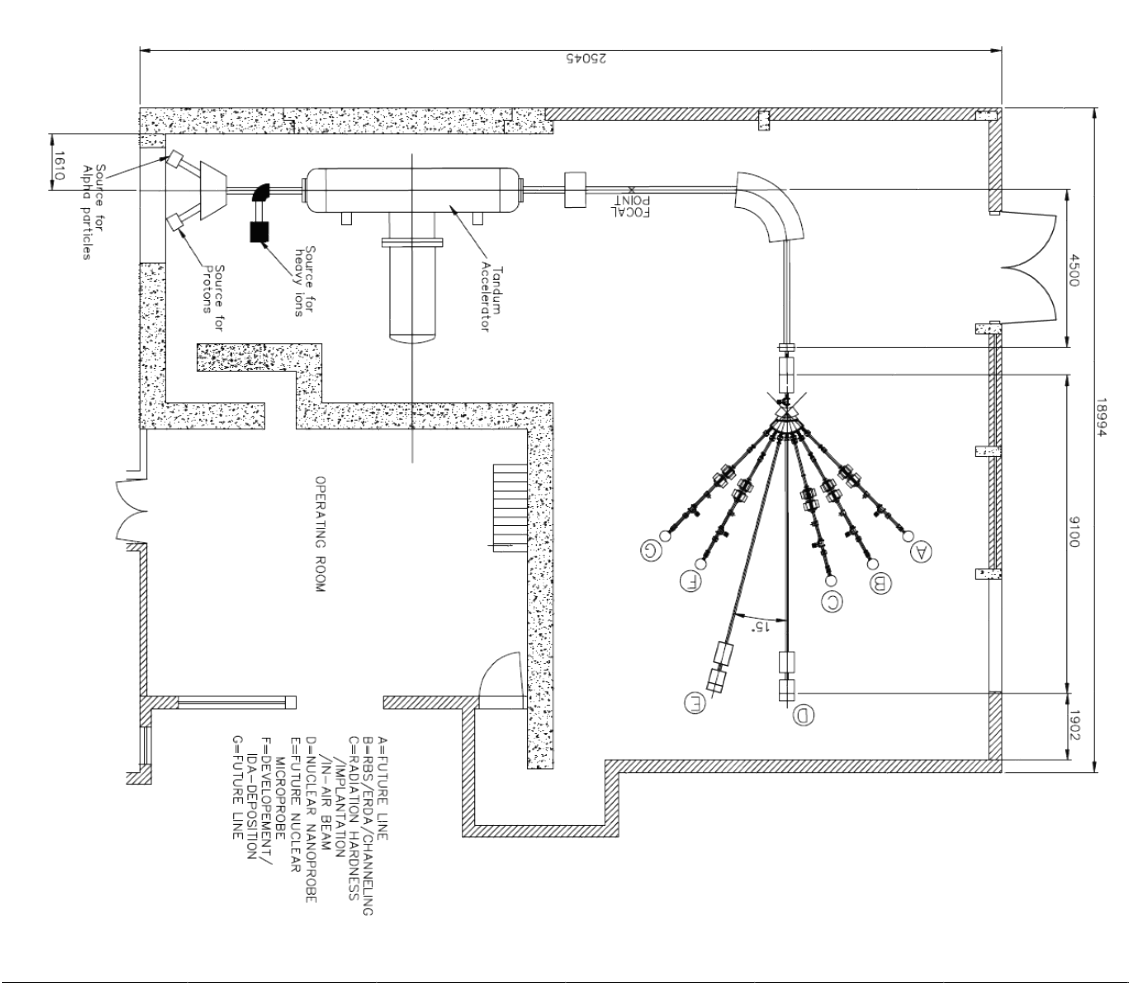 25045
1610
Source for
Alpha particles
Source for
Protons
Source for
heavy ions
Tandum
Accelerator
FOCAL
POINT
4500
18994
9100
1902
OPERATING ROOM
A
B
C
D
E
F
G
15°
A=FUTURE LINE
B=RBS/ERDA/CHANNELING
C=RADIATION HARDNESS
/IMPLANTATION
/IN-AIR BEAM
D=NUCLEAR NANOPROBE
E=FUTURE NUCLEAR
MICROPROBE
F=DEVELOPEMENT/
IDA-DEPOSITION
G=FUTURE LINE